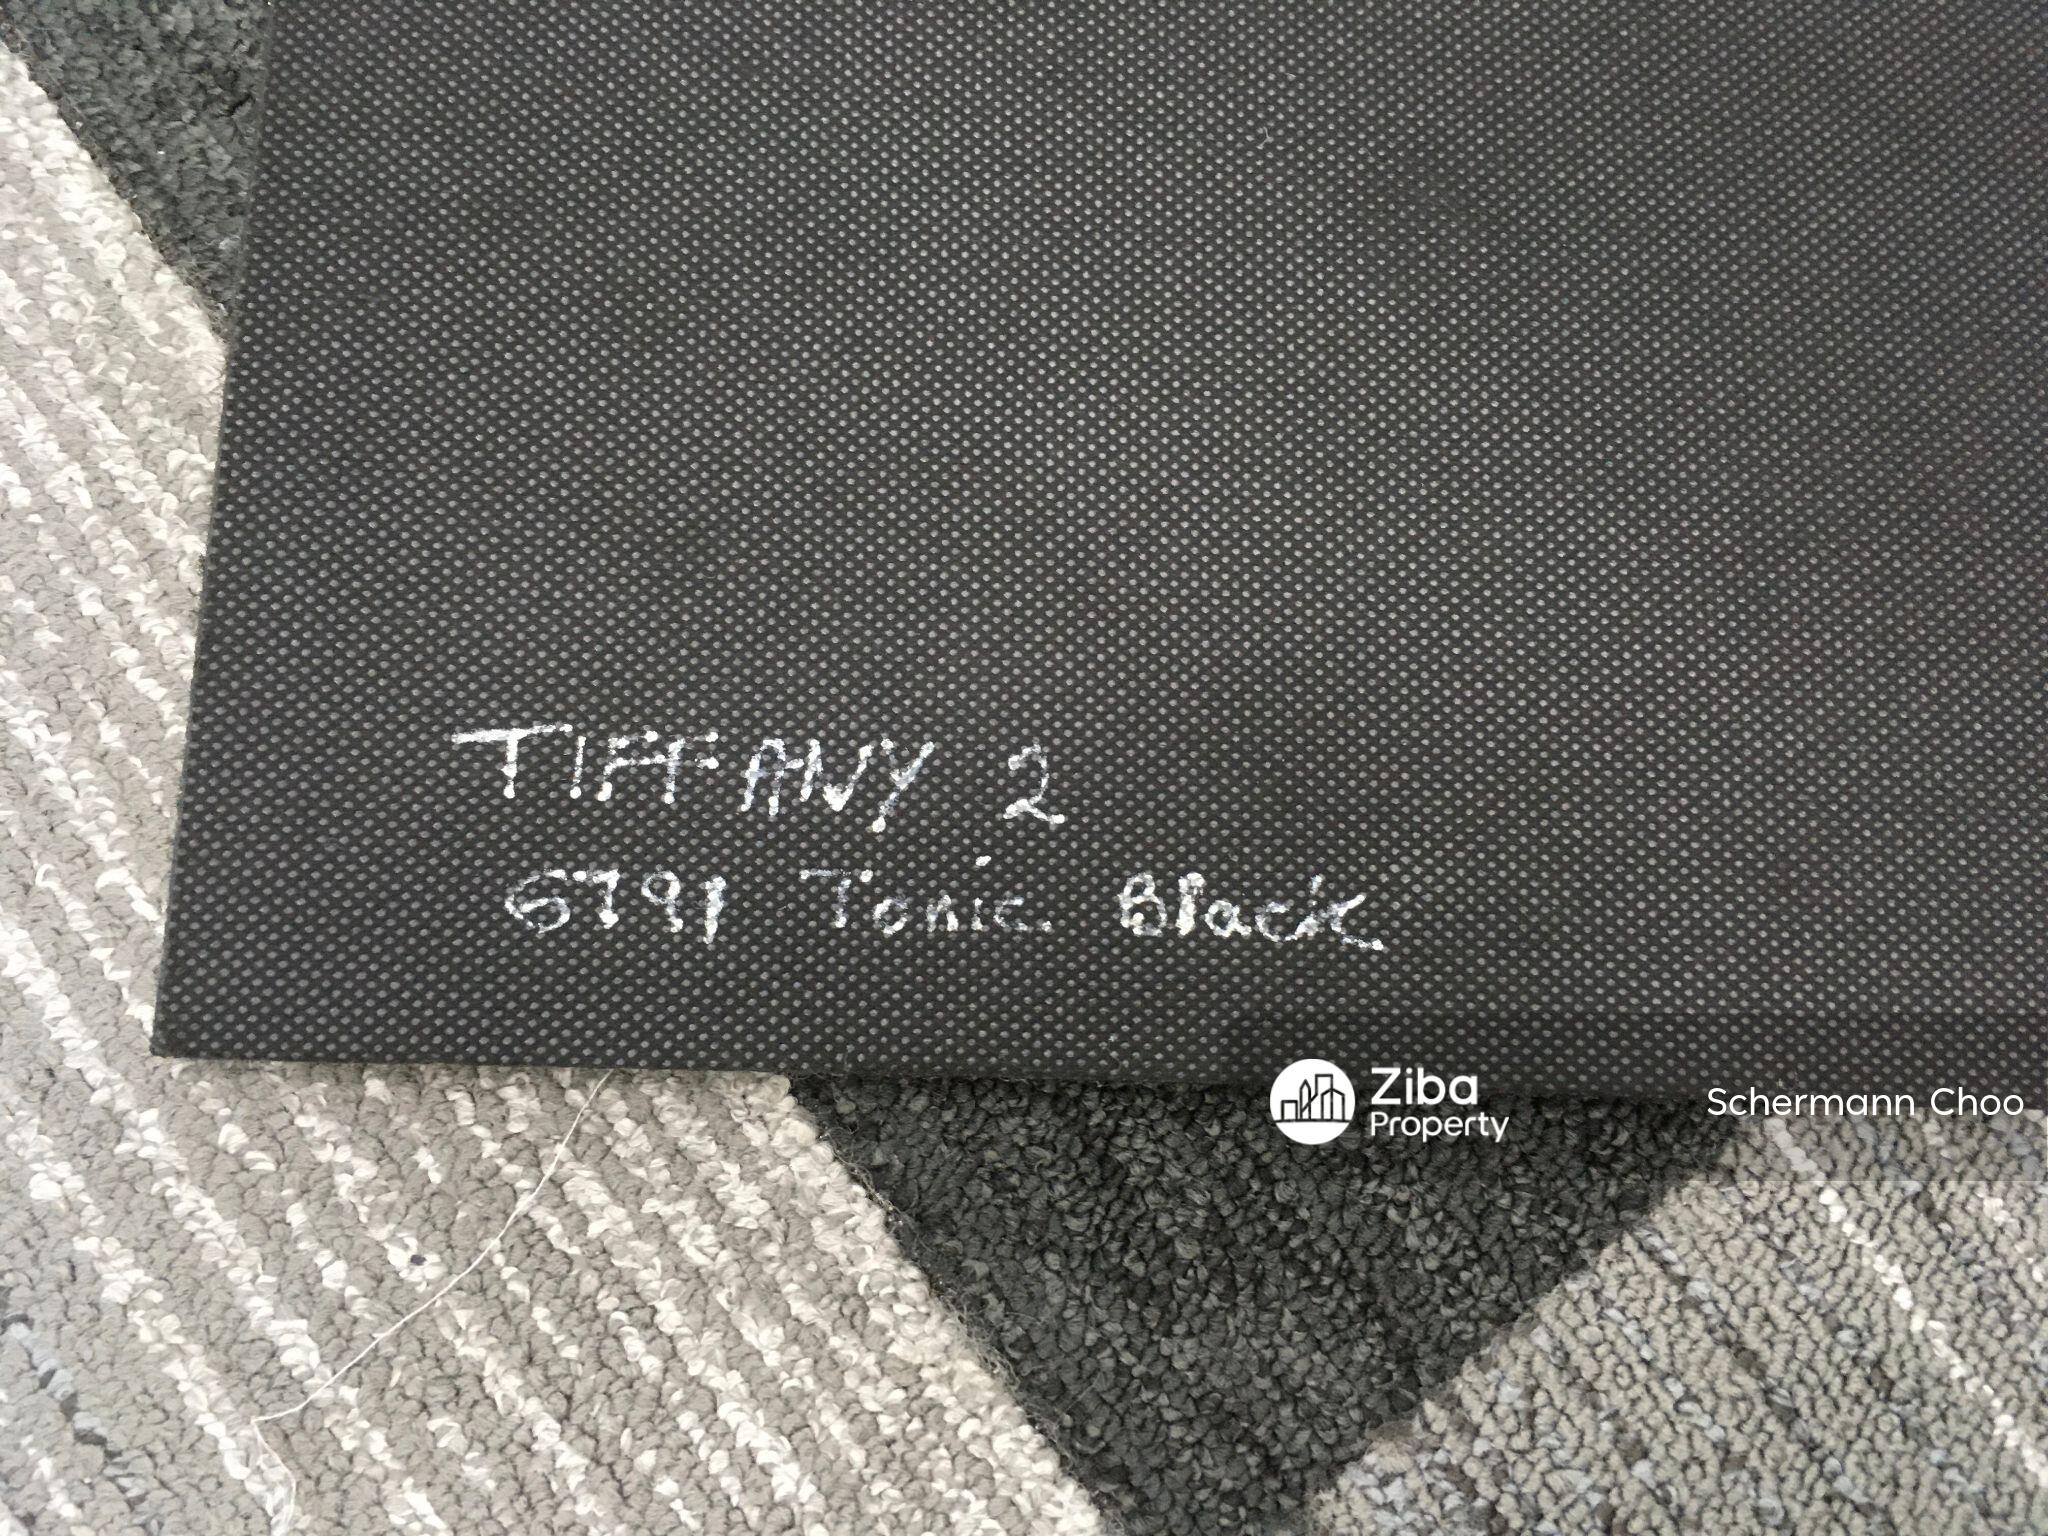 TIFFANY 2
6791 Tonic Black
Ziba
Property
Schermann Choo